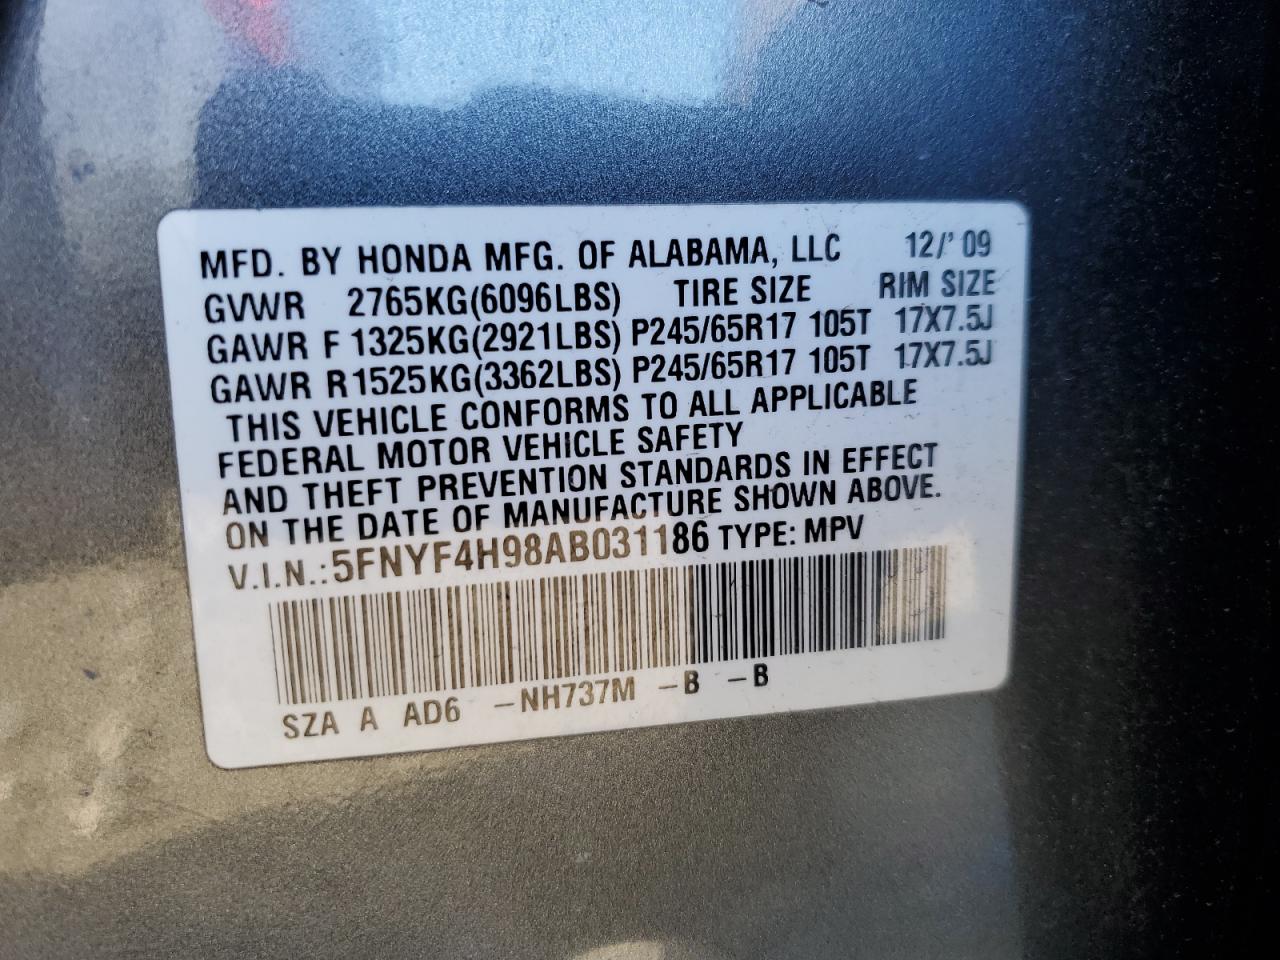 MFD. BY HONDA MFG. OF ALABAMA, LLC 12/'09
GVWR 2765KG(6096LBS) TIRE SIZE RIM SIZE
GAWR F 1325KG(2921LBS) P245/65R17 105T 17X7.5J
GAWR R 1525KG(3362LBS) P245/65R17 105T 17X7.5J
THIS VEHICLE CONFORMS TO ALL APPLICABLE
FEDERAL MOTOR VEHICLE SAFETY
AND THEFT PREVENTION STANDARDS IN EFFECT
ON THE DATE OF MANUFACTURE SHOWN ABOVE.
V.I.N.:5FNYF4H98AB031186 TYPE: MPV
SZA A AD6 -NH737M -B -B